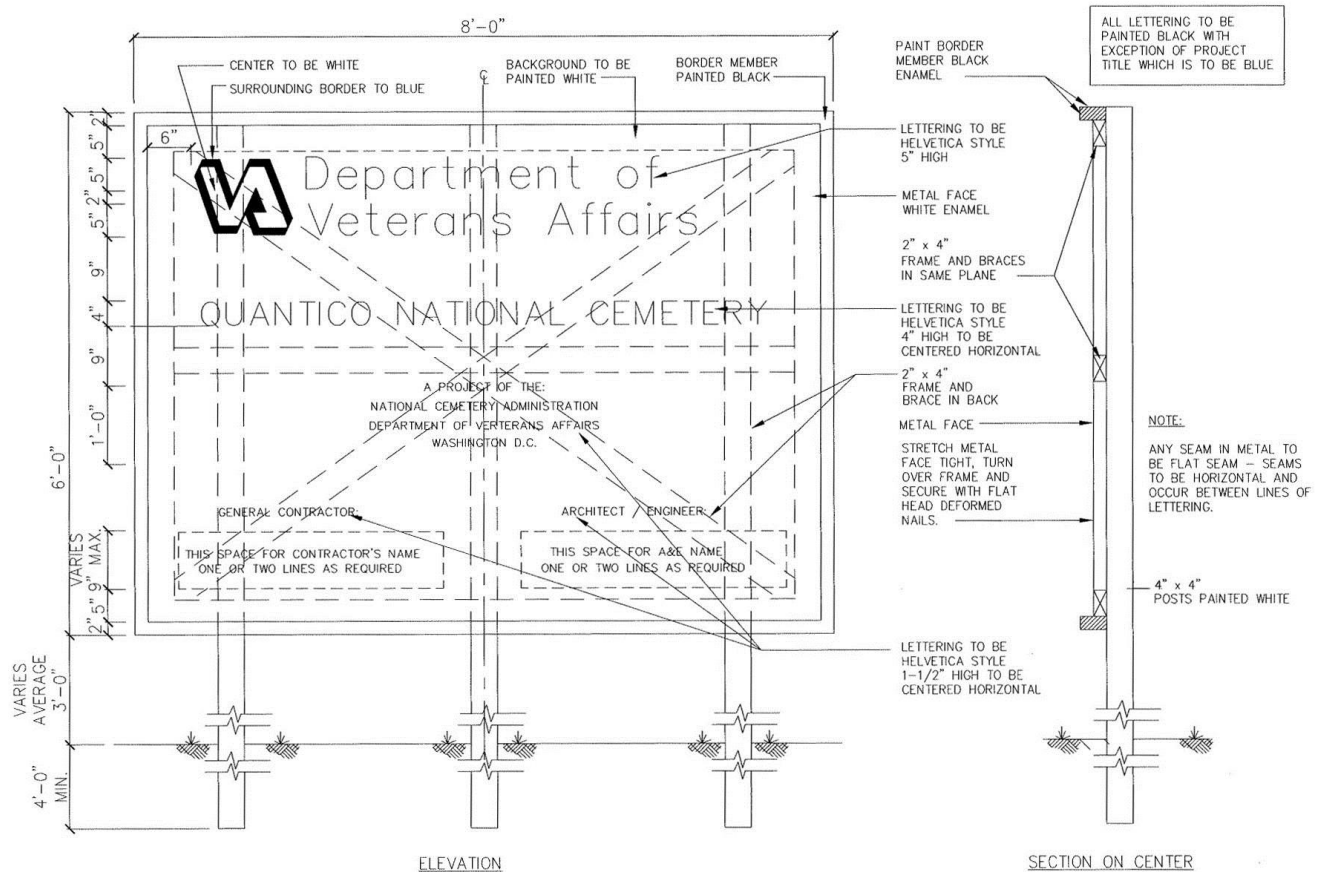 8'-0"
ALL LETTERING TO BE
PAINTED BLACK WITH
EXCEPTION OF PROJECT
TITLE WHICH IS TO BE BLUE
CENTER TO BE WHITE
SURROUNDING BORDER TO BLUE
BACKGROUND TO BE
PAINTED WHITE
BORDER MEMBER
PAINTED BLACK
PAINT BORDER
MEMBER BLACK
ENAMEL
6"
Department of
Veterans Affairs
QUANTICO NATIONAL CEMETERY
A PROJECT OF THE:
NATIONAL CEMETERY ADMINISTRATION
DEPARTMENT OF VERTERANS AFFAIRS
WASHINGTON D.C.
GENERAL CONTRACTOR:
ARCHITECT / ENGINEER:
THIS SPACE FOR CONTRACTOR'S NAME
ONE OR TWO LINES AS REQUIRED
THIS SPACE FOR A&E NAME
ONE OR TWO LINES AS REQUIRED
2"
5"
5"
2"
5"
9"
4"
9"
1'-0"
VARIES
9" MAX.
5"
2"
6'-0"
VARIES
AVERAGE
3'-0"
4'-0"
MIN.
LETTERING TO BE
HELVETICA STYLE
5" HIGH
METAL FACE
WHITE ENAMEL
2" x 4"
FRAME AND BRACES
IN SAME PLANE
LETTERING TO BE
HELVETICA STYLE
4" HIGH TO BE
CENTERED HORIZONTAL
2" x 4"
FRAME AND
BRACE IN BACK
METAL FACE
STRETCH METAL
FACE TIGHT, TURN
OVER FRAME AND
SECURE WITH FLAT
HEAD DEFORMED
NAILS.
LETTERING TO BE
HELVETICA STYLE
1-1/2" HIGH TO BE
CENTERED HORIZONTAL
NOTE:
ANY SEAM IN METAL TO
BE FLAT SEAM – SEAMS
TO BE HORIZONTAL AND
OCCUR BETWEEN LINES OF
LETTERING.
4" x 4"
POSTS PAINTED WHITE
ELEVATION
SECTION ON CENTER